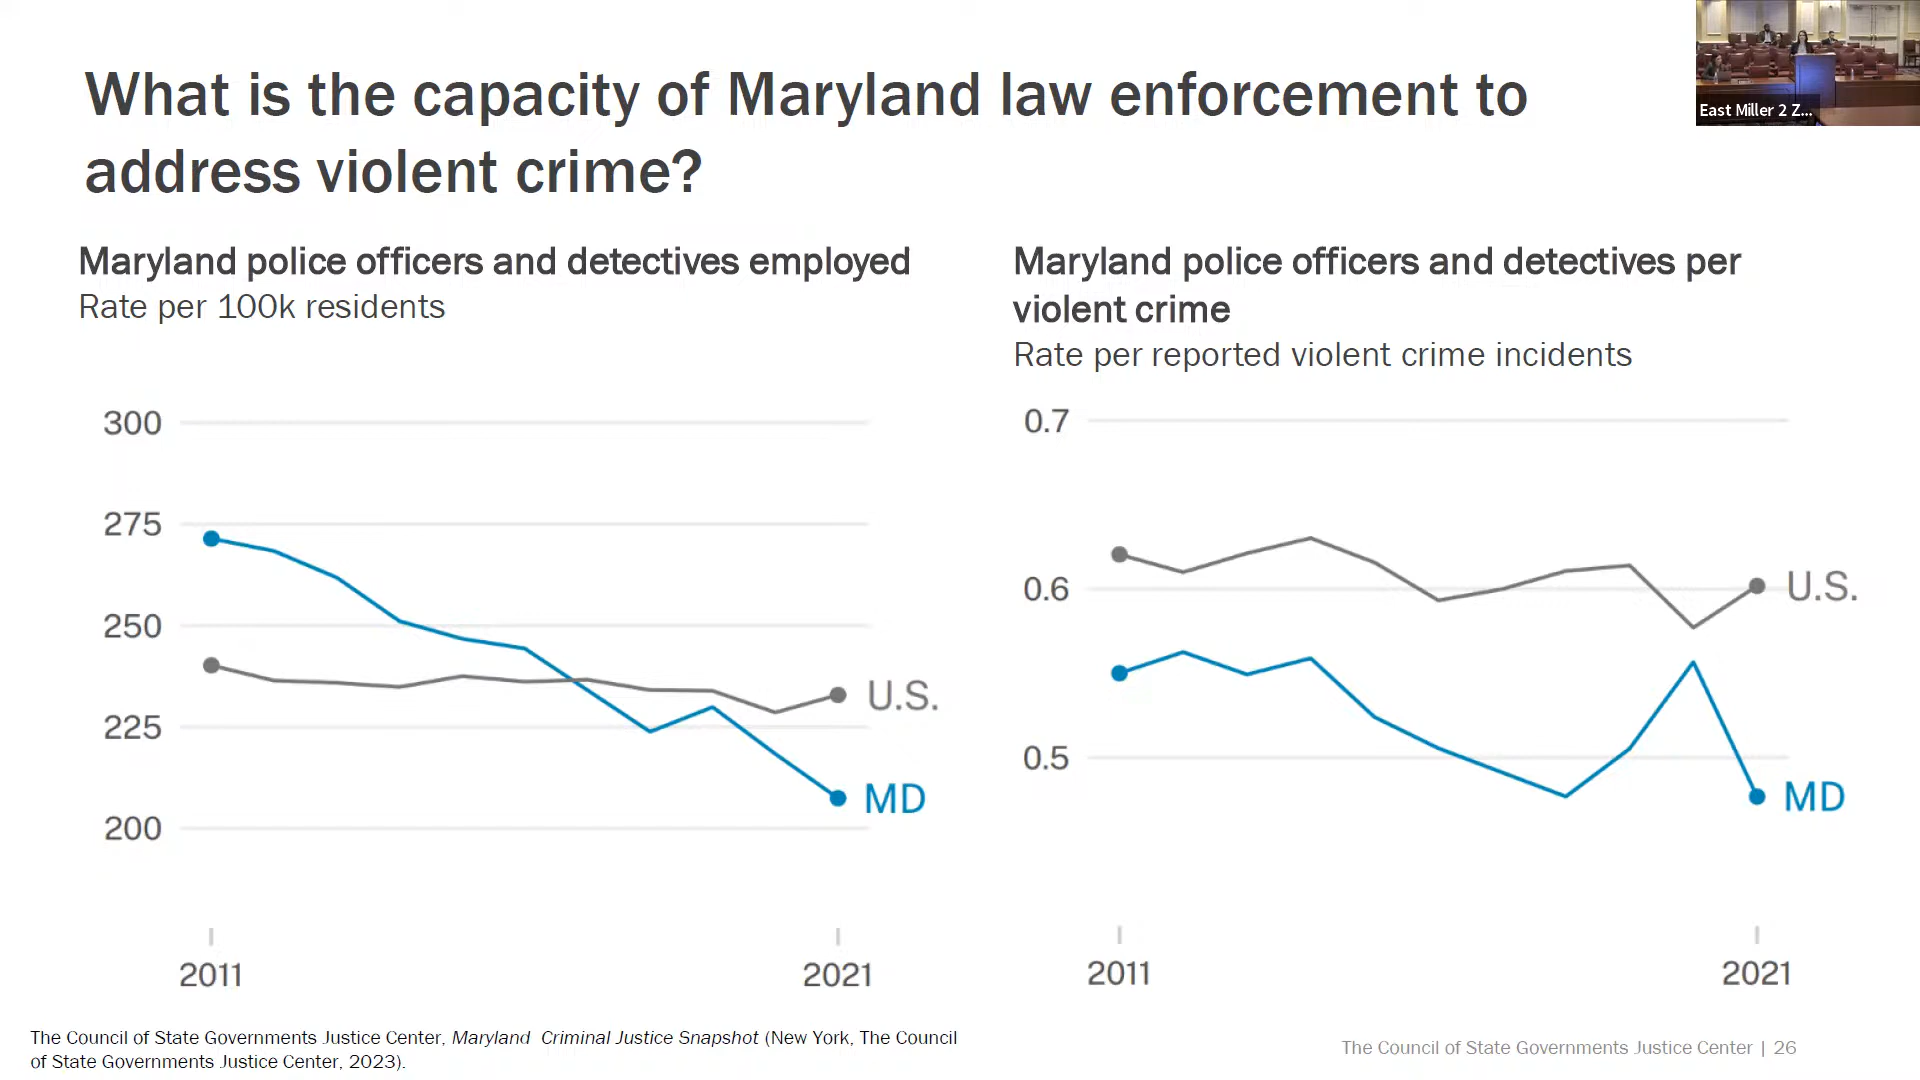 What is the capacity of Maryland law enforcement to
address violent crime?
East Miller 2 Z...
Maryland police officers and detectives employed
Rate per 100k residents
300
275
250
225
200
U.S.
MD
2011
2021
Maryland police officers and detectives per
violent crime
Rate per reported violent crime incidents
0.7
0.6
0.5
U.S.
MD
2011
2021
The Council of State Governments Justice Center, Maryland Criminal Justice Snapshot (New York, The Council
of State Governments Justice Center, 2023).
The Council of State Governments Justice Center | 26